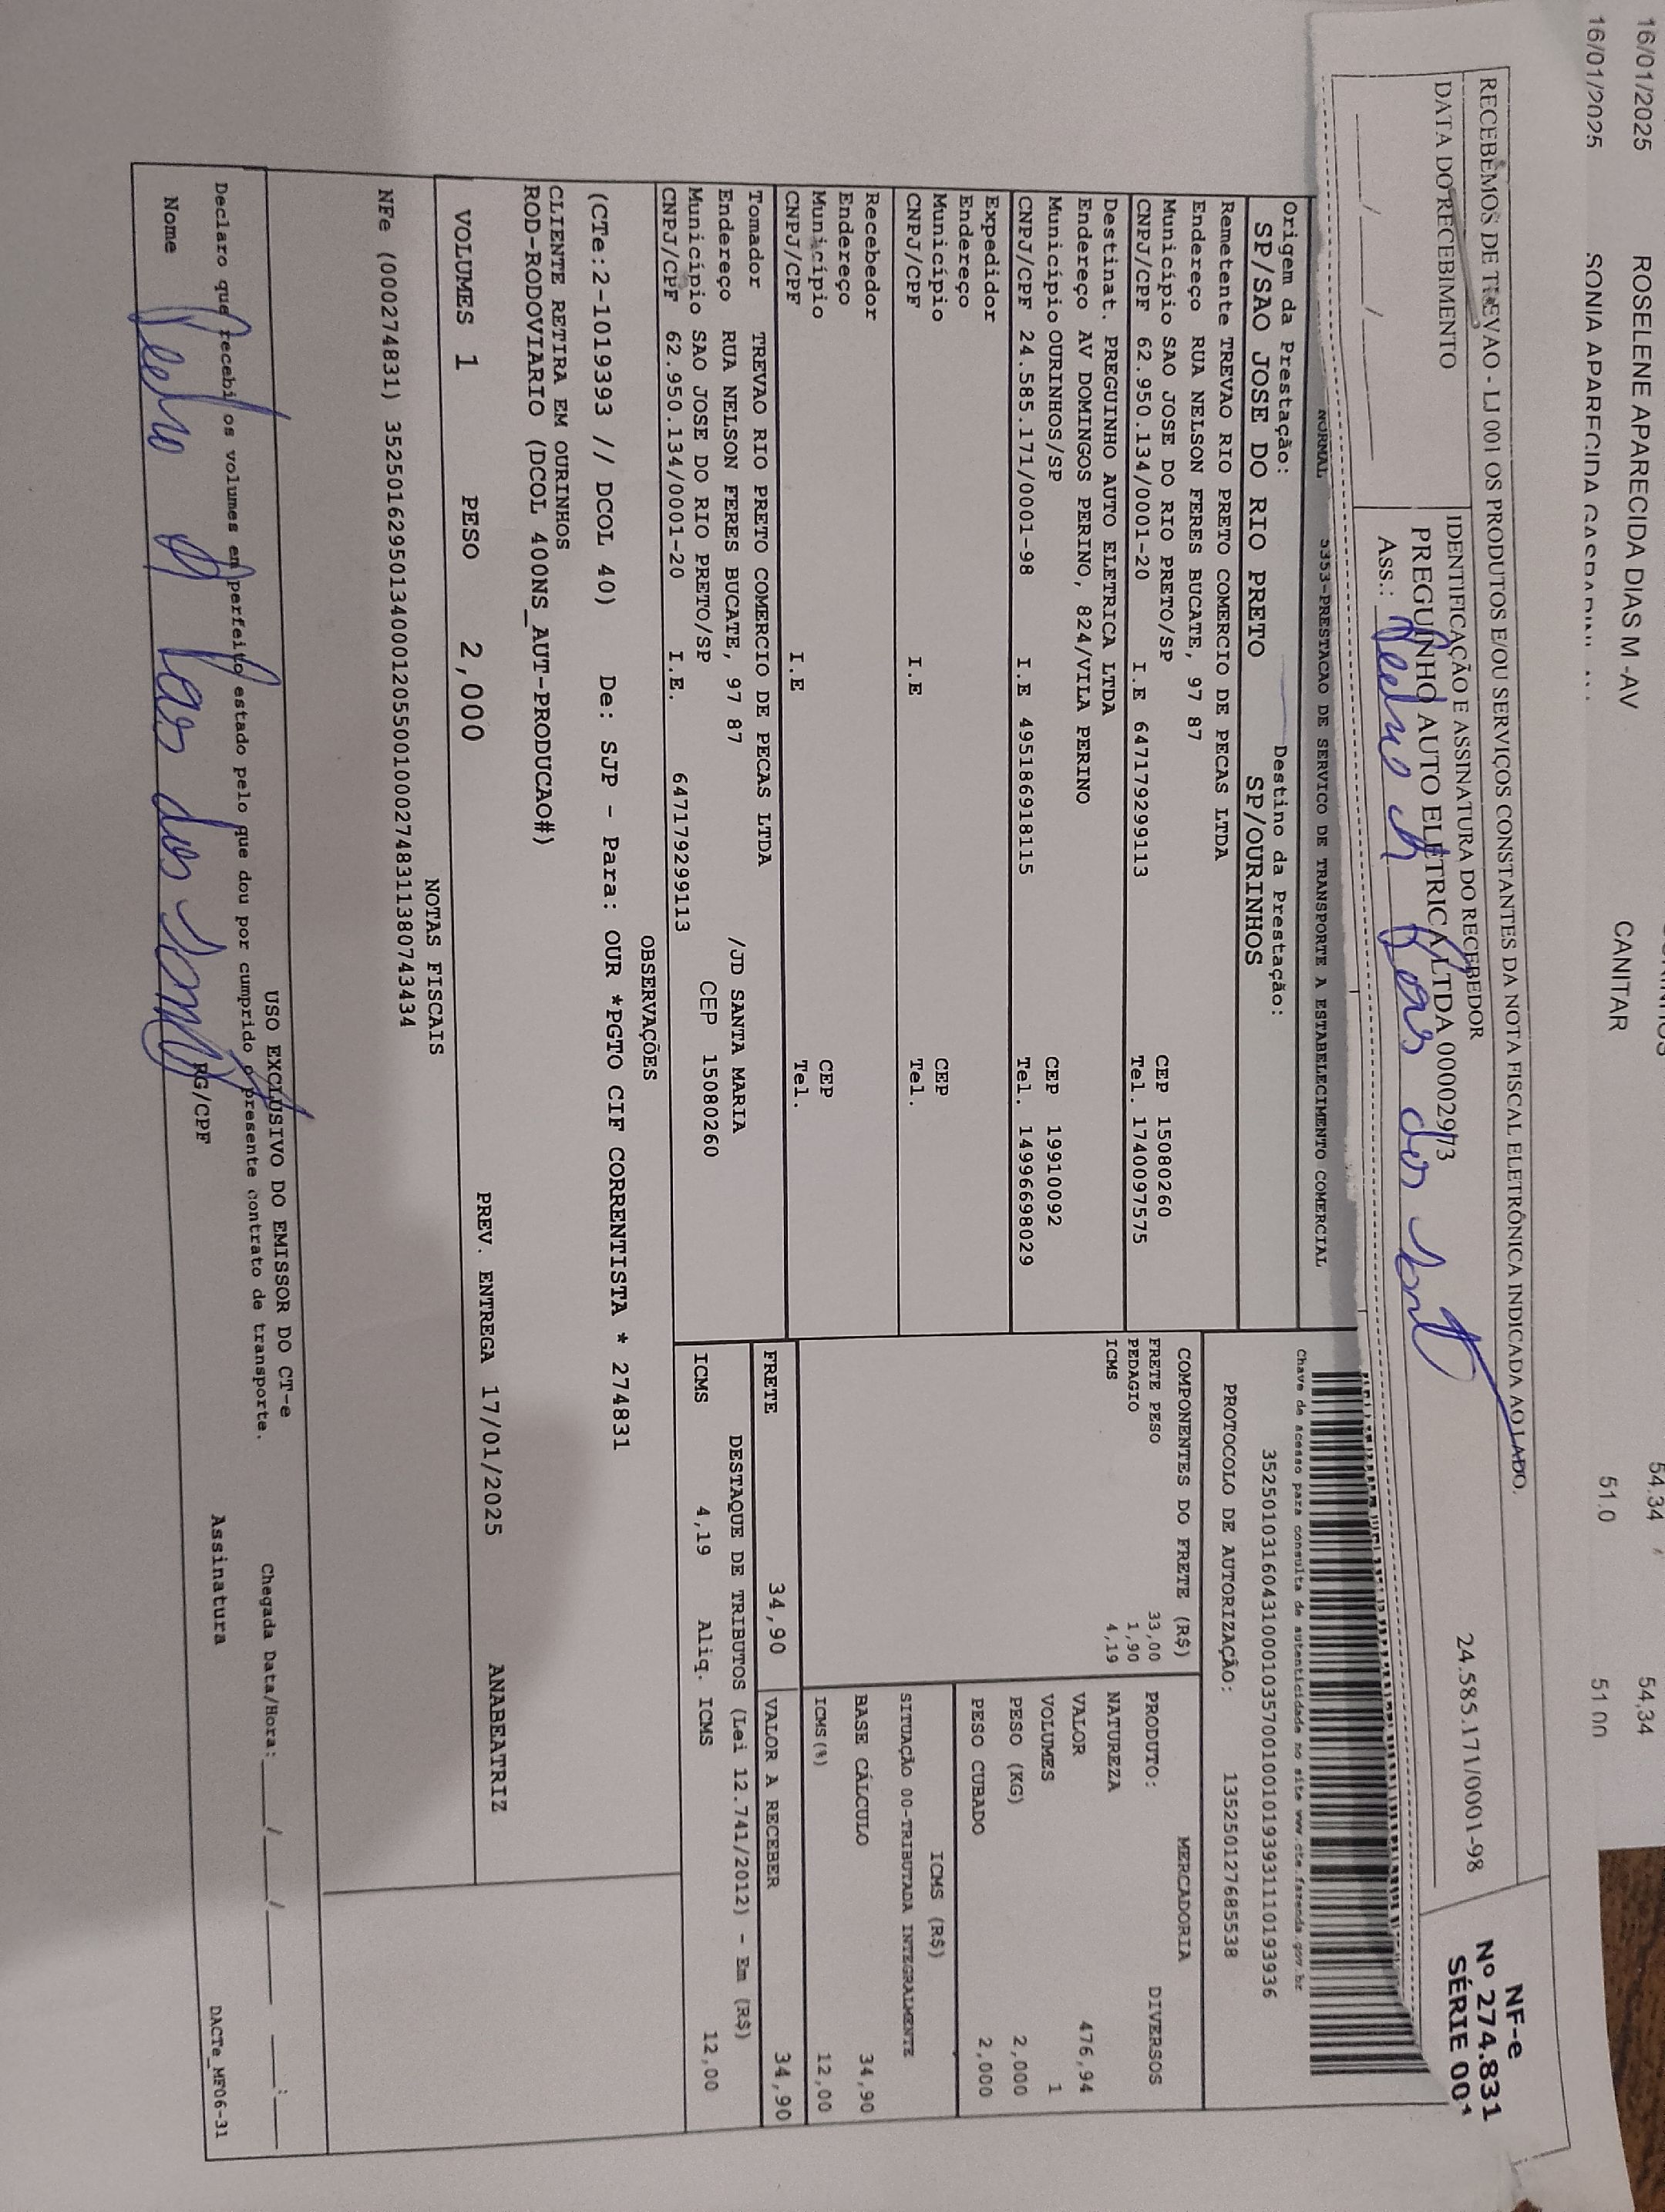 16/01/2025 ROSELENE APARECIDA DIAS M -AV 54,34 54,34
16/01/2025 SONIA APARECIDA CANITAR 51.0 51.00
RECEBEMOS DE TREVAO - LJ 001 OS PRODUTOS E/OU SERVIÇOS CONSTANTES DA NOTA FISCAL ELETRÔNICA INDICADA AO LADO.
DATA DO RECEBIMENTO
IDENTIFICAÇÃO E ASSINATURA DO RECEBEDOR
PREGUINHO AUTO ELETRICA LTDA 00002973
24.585.171/0001-98
Ass.:
NF-e
Nº 274.831
SÉRIE 001
NORMAL 5353-PRESTACAO DE SERVICO DE TRANSPORTE A ESTABELECIMENTO COMERCIAL
Origem da Prestação: Destino da Prestação:
SP/SAO JOSE DO RIO PRETO SP/OURINHOS
Chave de acesso para consulta de autenticidade no site www.cte.fazenda.gov.br
35250103160431000103570010010193931110193936
PROTOCOLO DE AUTORIZAÇÃO: 135250127685538
Remetente TREVAO RIO PRETO COMERCIO DE PECAS LTDA
Endereço RUA NELSON FERES BUCATE, 97 87
Município SAO JOSE DO RIO PRETO/SP CEP 15080260
CNPJ/CPF 62.950.134/0001-20 I.E 647179299113 Tel. 1740097575
Destinat. PREGUINHO AUTO ELETRICA LTDA
Endereço AV DOMINGOS PERINO, 824/VILA PERINO
Município OURINHOS/SP CEP 19910092
CNPJ/CPF 24.585.171/0001-98 I.E 495186918115 Tel. 14996698029
Expedidor
Endereço
Município CEP
CNPJ/CPF I.E Tel.
Recebedor
Endereço
Município CEP
CNPJ/CPF I.E Tel.
Tomador TREVAO RIO PRETO COMERCIO DE PECAS LTDA
Endereço RUA NELSON FERES BUCATE, 97 87 /JD SANTA MARIA
Município SAO JOSE DO RIO PRETO/SP CEP 15080260
CNPJ/CPF 62.950.134/0001-20 I.E. 647179299113
COMPONENTES DO FRETE (R$)
FRETE PESO 33,00
PEDAGIO 1,90
ICMS 4,19
MERCADORIA
PRODUTO: DIVERSOS
NATUREZA
VALOR 476,94
VOLUMES 1
PESO (KG) 2,000
PESO CUBADO 2,000
ICMS (R$)
SITUAÇÃO 00-TRIBUTADA INTEGRALMENTE
BASE CÁLCULO 34,90
ICMS(%) 12,00
FRETE 34,90 VALOR A RECEBER 34,90
DESTAQUE DE TRIBUTOS (Lei 12.741/2012) - Em (R$)
ICMS 4,19 Aliq. ICMS 12,00
OBSERVAÇÕES
(CTe:2-1019393 // DCOL 40) De: SJP - Para: OUR *PGTO CIF CORRENTISTA * 274831
CLIENTE RETIRA EM OURINHOS
ROD-RODOVIARIO (DCOL 400NS_AUT-PRODUCAO#)
VOLUMES 1 PESO 2,000 PREV. ENTREGA 17/01/2025 ANABEATRIZ
NOTAS FISCAIS
NFe (000274831) 35250162950134000120550010002748311380743434
USO EXCLUSIVO DO EMISSOR DO CT-e
Declaro que recebi os volumes em perfeito estado pelo que dou por cumprido o presente contrato de transporte.
Chegada Data/Hora: ____/____/______ ___:___
Nome RG/CPF Assinatura
DACTe_MF06-31